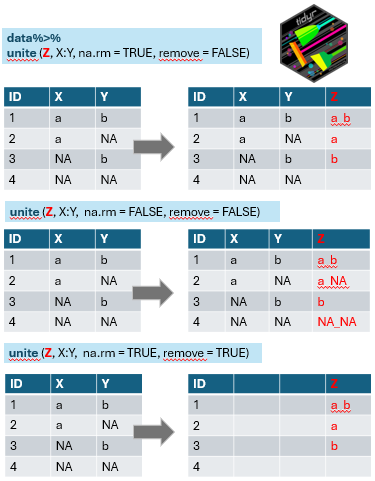 data%>%
unite (Z, X:Y, na.rm = TRUE, remove = FALSE)
tidyr
ID X Y
1 a b
2 a NA
3 NA b
4 NA NA
ID X Y Z
1 a b a_b
2 a NA a
3 NA b b
4 NA NA
unite (Z, X:Y, na.rm = FALSE, remove = FALSE)
ID X Y
1 a b
2 a NA
3 NA b
4 NA NA
ID X Y Z
1 a b a_b
2 a NA a_NA
3 NA b b
4 NA NA NA_NA
unite (Z, X:Y, na.rm = TRUE, remove = TRUE)
ID X Y
1 a b
2 a NA
3 NA b
4 NA NA
ID Z
1 a_b
2 a
3 b
4